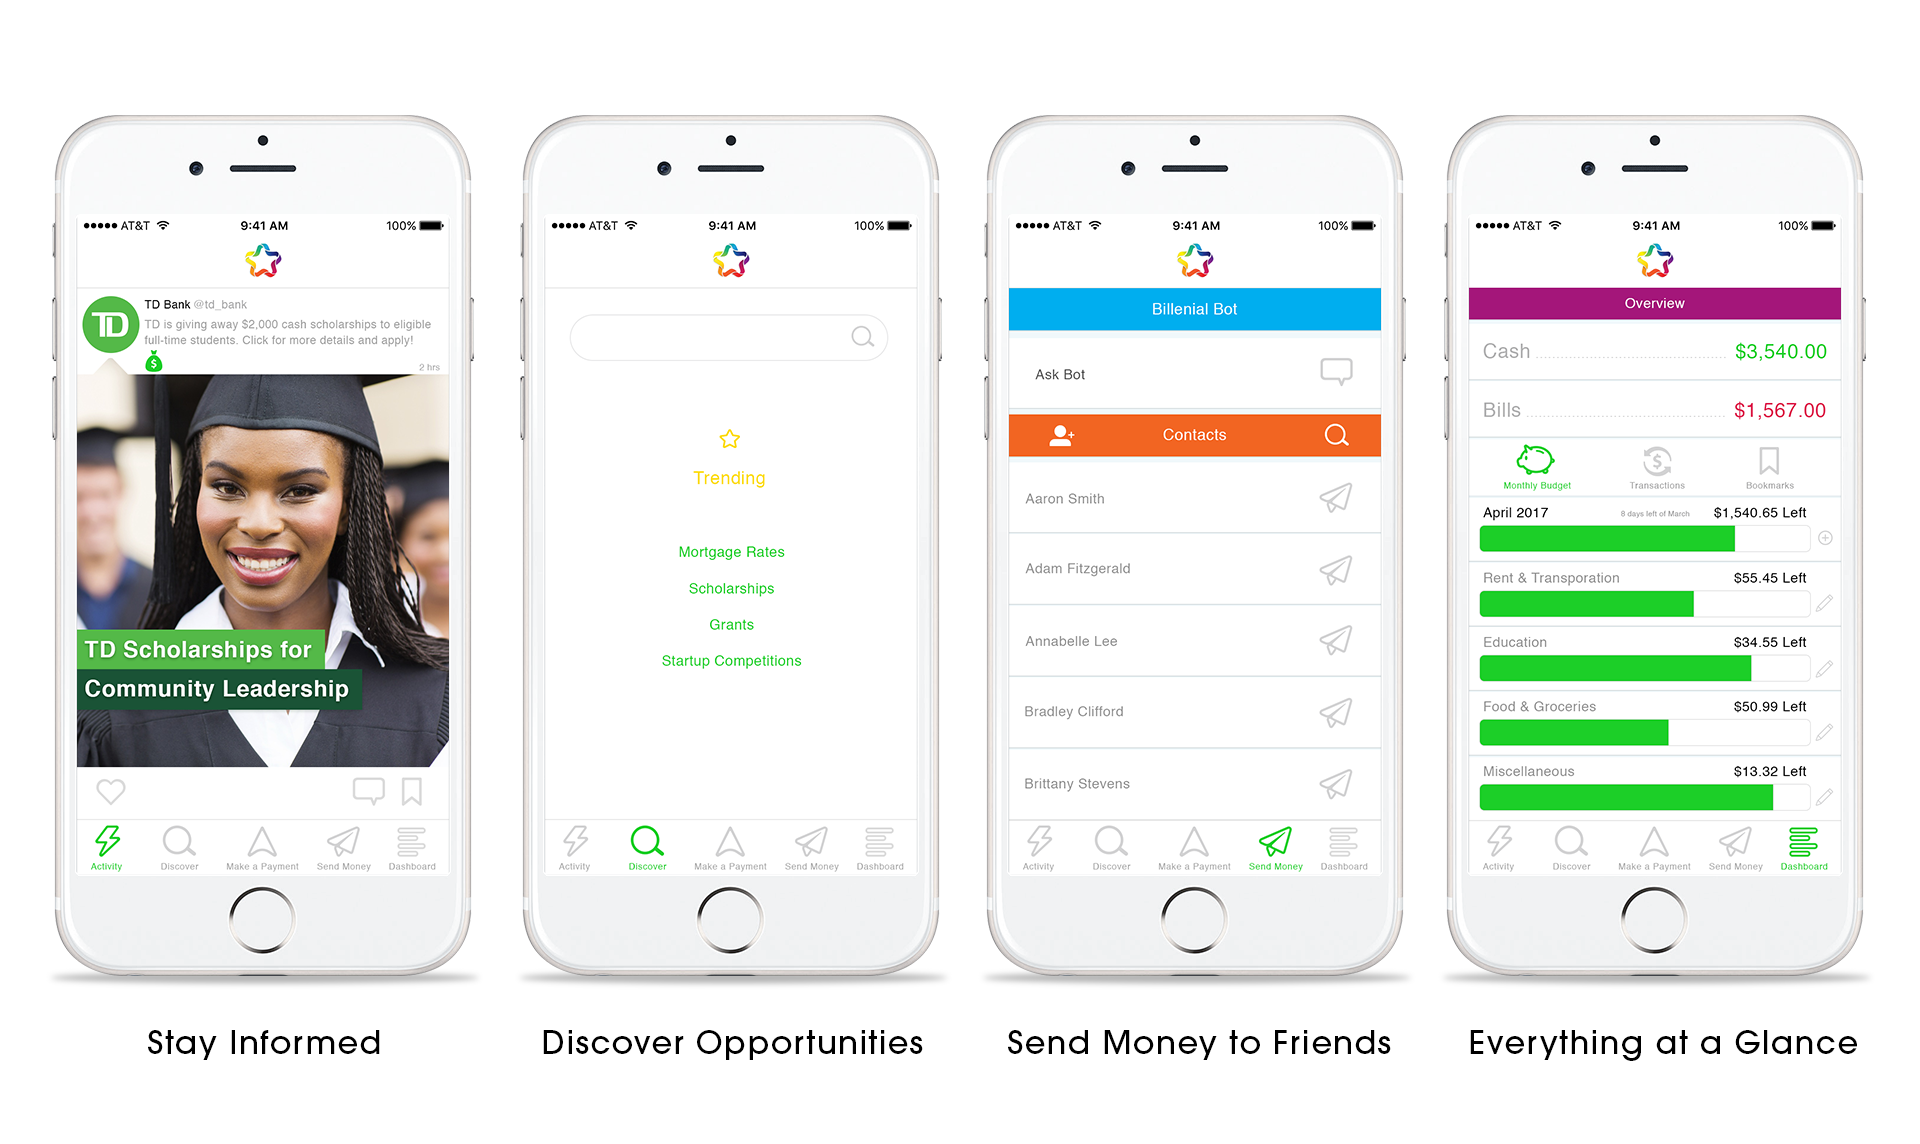 AT&T 9:41 AM 100%
TD Bank @td_bank
TD is giving away $2,000 cash scholarships to eligible
full-time students. Click for more details and apply!
$
2 hrs
TD
TD Scholarships for
Community Leadership
Activity Discover Make a Payment Send Money Dashboard
Stay Informed
AT&T 9:41 AM 100%
Trending
Mortgage Rates
Scholarships
Grants
Startup Competitions
Activity Discover Make a Payment Send Money Dashboard
Discover Opportunities
AT&T 9:41 AM 100%
Billenial Bot
Ask Bot
Contacts
Aaron Smith
Adam Fitzgerald
Annabelle Lee
Bradley Clifford
Brittany Stevens
Activity Discover Make a Payment Send Money Dashboard
Send Money to Friends
AT&T 9:41 AM 100%
Overview
Cash $3,540.00
Bills $1,567.00
$
Monthly Budget Transactions Bookmarks
April 2017 8 days left of March $1,540.65 Left
Rent & Transporation $55.45 Left
Education $34.55 Left
Food & Groceries $50.99 Left
Miscellaneous $13.32 Left
Activity Discover Make a Payment Send Money Dashboard
Everything at a Glance